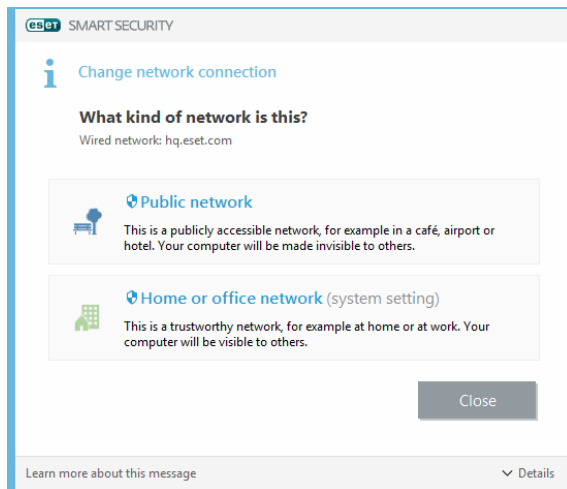 eset SMART SECURITY
Change network connection
What kind of network is this?
Wired network: hq.eset.com
Public network
This is a publicly accessible network, for example in a café, airport or
hotel. Your computer will be made invisible to others.
Home or office network (system setting)
This is a trustworthy network, for example at home or at work. Your
computer will be visible to others.
Close
Learn more about this message
Details